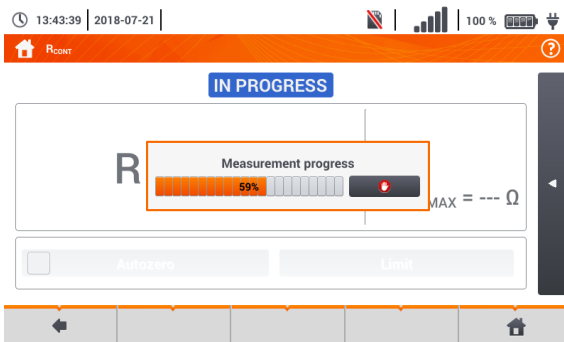 13:43:39 2018-07-21 100 %
RCONT ?
IN PROGRESS
Measurement progress
R
59%
MAX = --- Ω
Autozero Limit